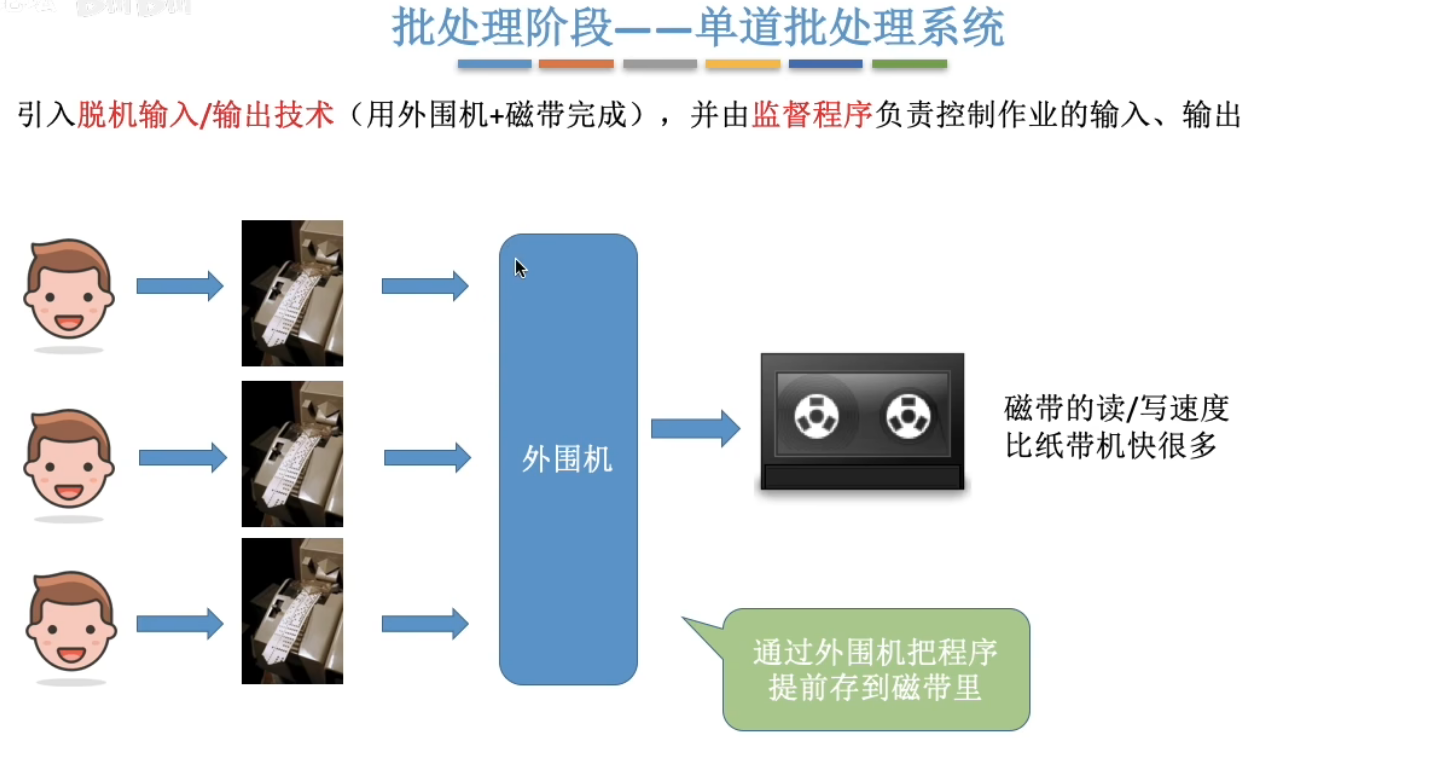 批处理阶段——单道批处理系统
引入脱机输入/输出技术（用外围机+磁带完成），并由监督程序负责控制作业的输入、输出
外围机
磁带的读/写速度
比纸带机快很多
通过外围机把程序
提前存到磁带里